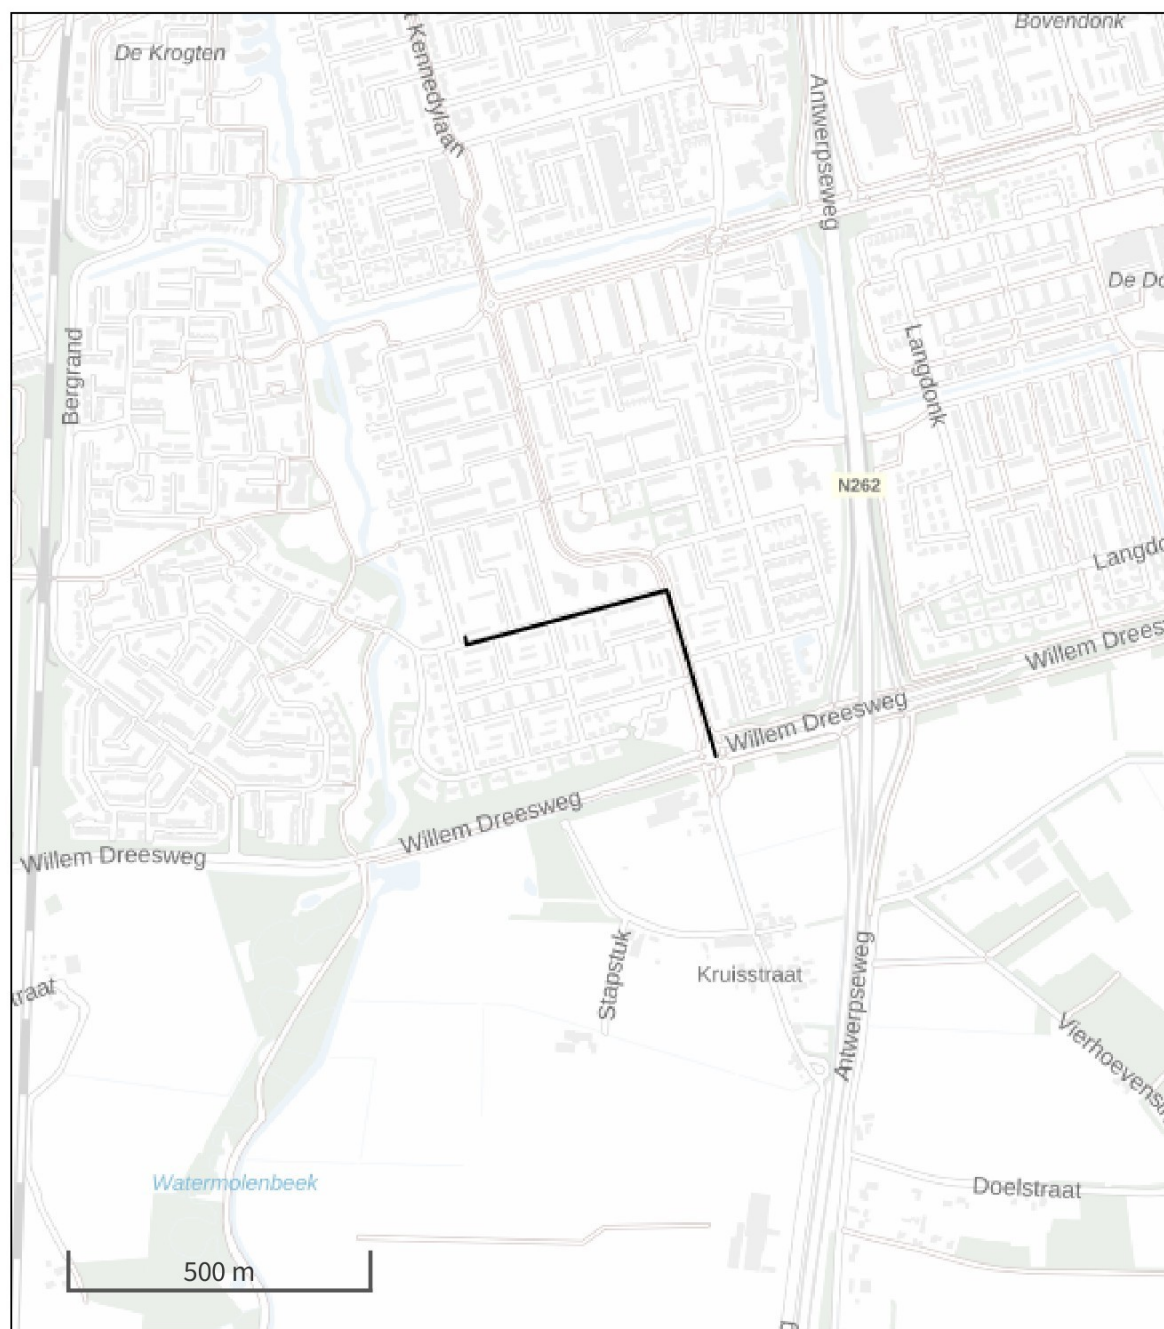 Bovendonk
De Krogten
Kennedylaan
Antwerpseweg
De Do
Bergrand
Langdonk
N262
Langdo
Willem Drees
Willem Dreesweg
Willem Dreesweg
Willem Dreesweg
traat
Stapstuk
Kruisstraat
Antwerpseweg
Vierhoevens
Watermolenbeek
Doelstraat
500 m